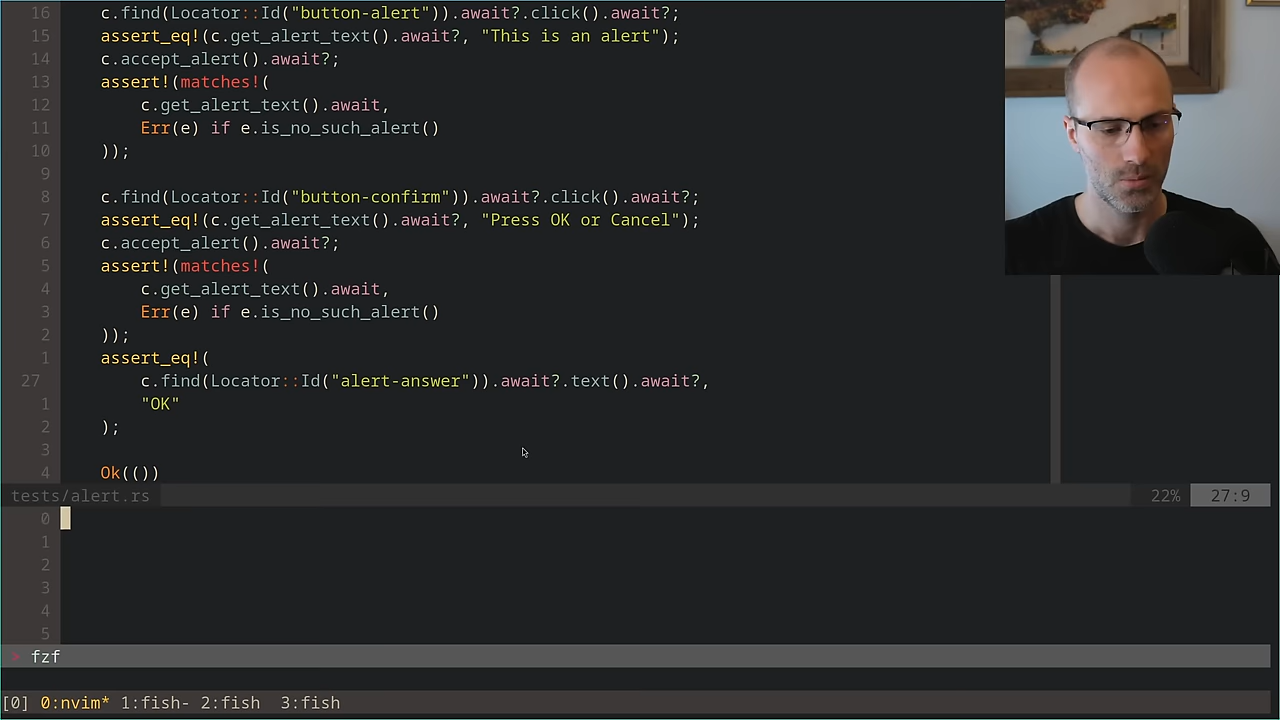 16 c.find(Locator::Id("button-alert")).await?.click().await?;
15 assert_eq!(c.get_alert_text().await?, "This is an alert");
14 c.accept_alert().await?;
13 assert!(matches!(
12 c.get_alert_text().await,
11 Err(e) if e.is_no_such_alert()
10 ));
9
8 c.find(Locator::Id("button-confirm")).await?.click().await?;
7 assert_eq!(c.get_alert_text().await?, "Press OK or Cancel");
6 c.accept_alert().await?;
5 assert!(matches!(
4 c.get_alert_text().await,
3 Err(e) if e.is_no_such_alert()
2 ));
1 assert_eq!(
27 c.find(Locator::Id("alert-answer")).await?.text().await?,
1 "OK"
2 );
3
4 Ok(())
tests/alert.rs 22% 27:9
0
1
2
3
4
5
> fzf
[0] 0:nvim* 1:fish- 2:fish 3:fish